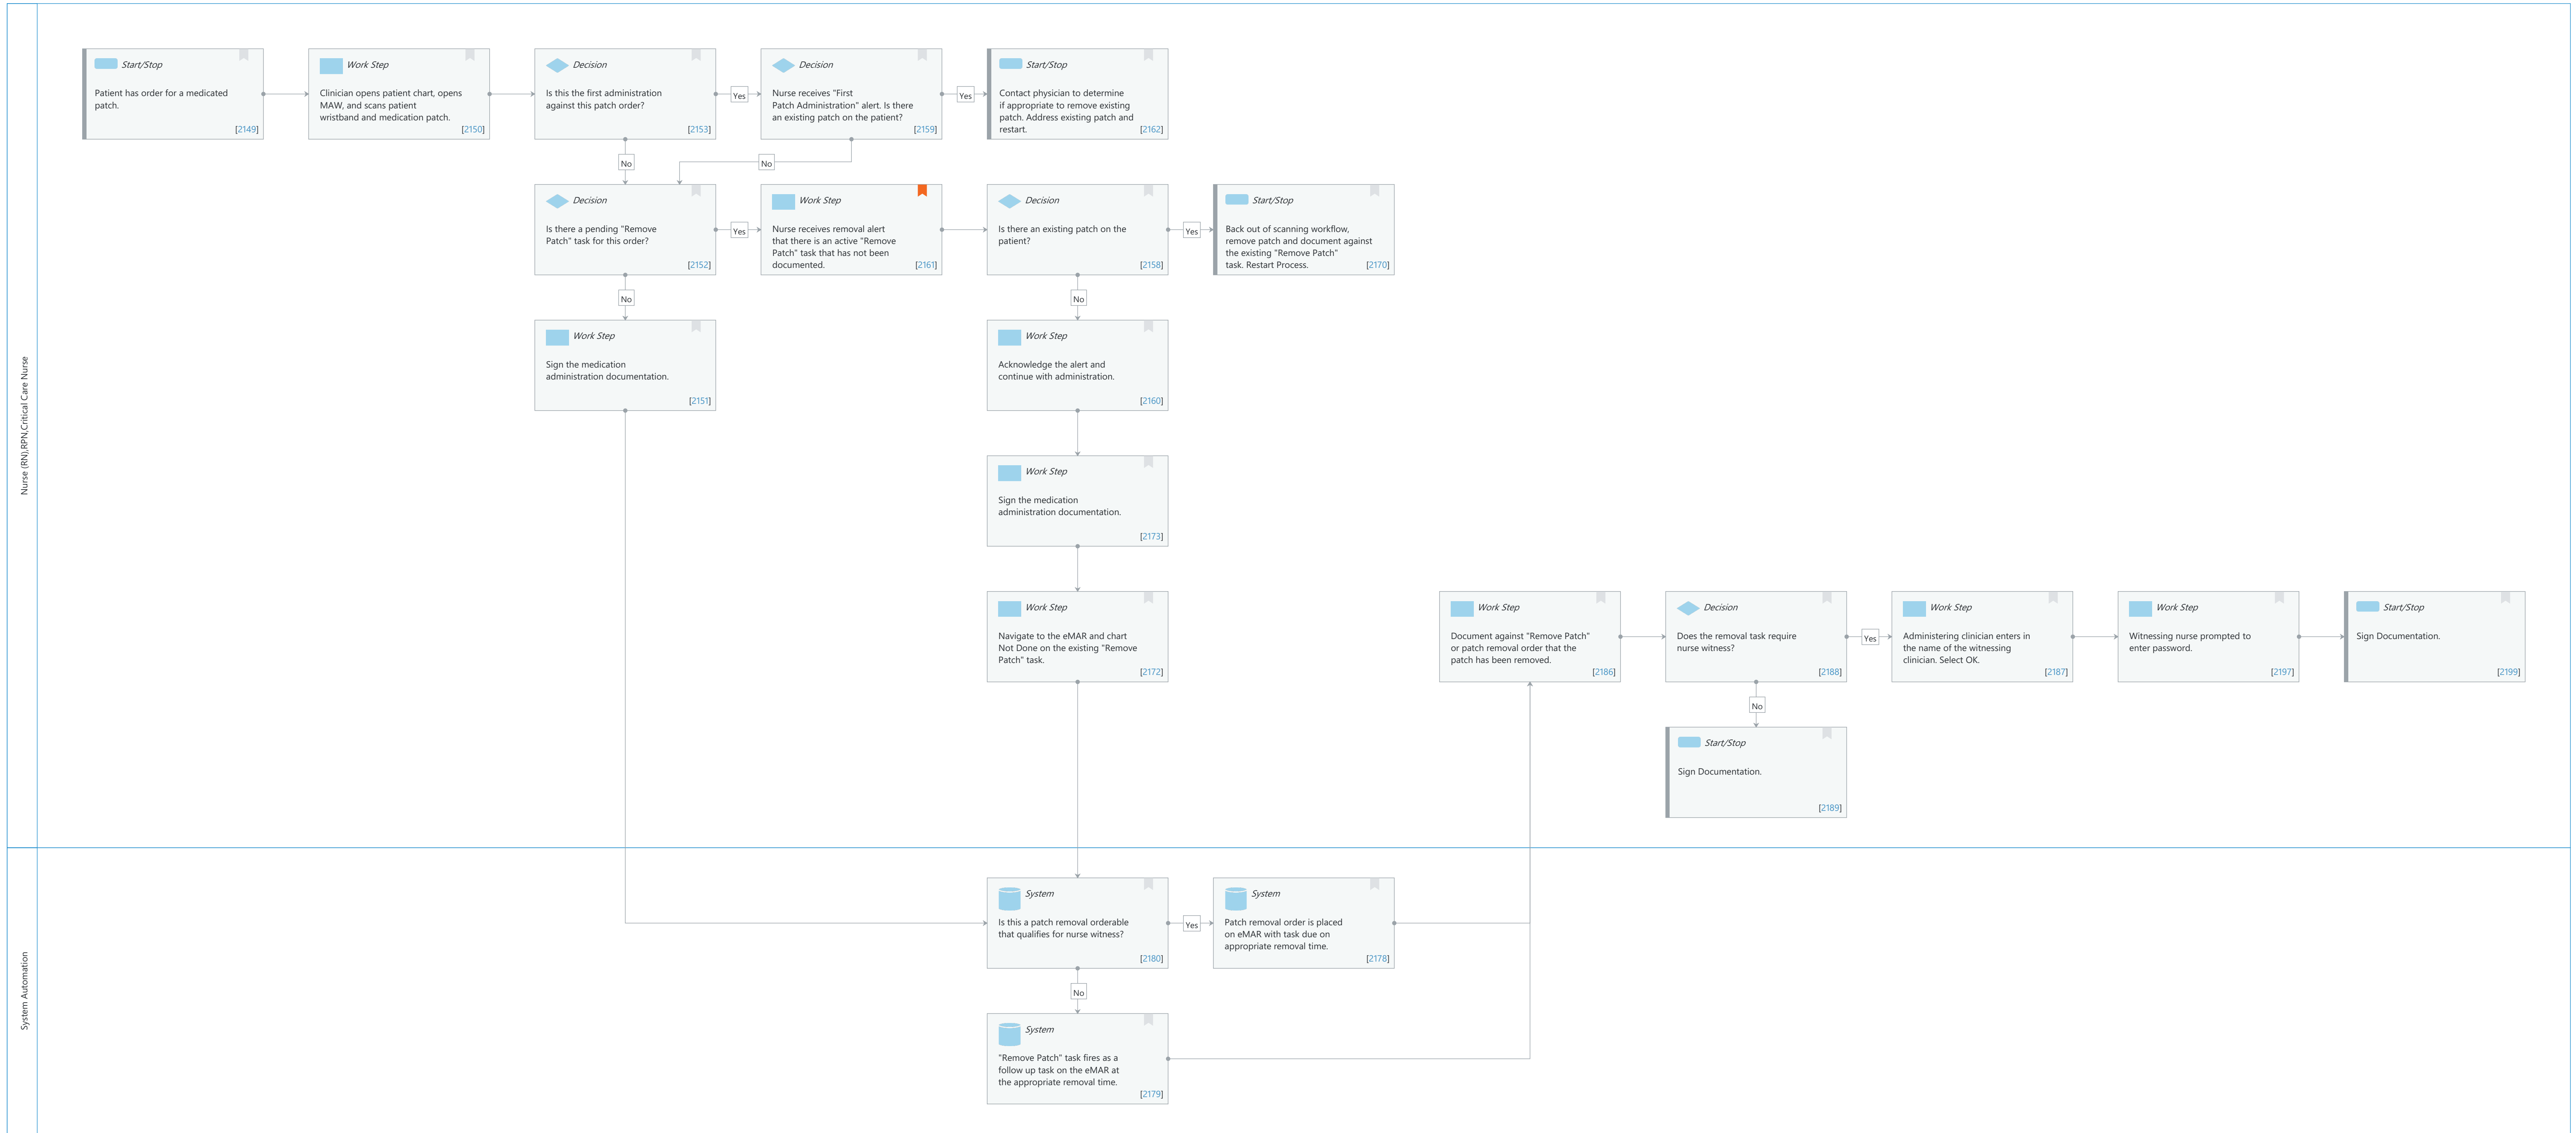 Nurse (RN),RPN,Critical Care Nurse
Start/Stop
Patient has order for a medicated
patch.
[2149]
Work Step
Clinician opens patient chart, opens
MAW, and scans patient
wristband and medication patch.
[2150]
Decision
Is this the first administration
against this patch order?
[2153]
Yes
Decision
Nurse receives "First
Patch Administration" alert. Is there
an existing patch on the patient?
[2159]
Yes
Start/Stop
Contact physician to determine
if appropriate to remove existing
patch. Address existing patch and
restart.
[2162]
No
No
Decision
Is there a pending "Remove
Patch" task for this order?
[2152]
Yes
Work Step
Nurse receives removal alert
that there is an active "Remove
Patch" task that has not been
documented.
[2161]
Decision
Is there an existing patch on the
patient?
[2158]
Yes
Start/Stop
Back out of scanning workflow,
remove patch and document against
the existing "Remove Patch"
task. Restart Process.
[2170]
No
No
Work Step
Sign the medication
administration documentation.
[2151]
Work Step
Acknowledge the alert and
continue with administration.
[2160]
Work Step
Sign the medication
administration documentation.
[2173]
Work Step
Navigate to the eMAR and chart
Not Done on the existing "Remove
Patch" task.
[2172]
Work Step
Document against "Remove Patch"
or patch removal order that the
patch has been removed.
[2186]
Decision
Does the removal task require
nurse witness?
[2188]
Yes
Work Step
Administering clinician enters in
the name of the witnessing
clinician. Select OK.
[2187]
Work Step
Witnessing nurse prompted to
enter password.
[2197]
Start/Stop
Sign Documentation.
[2199]
No
Start/Stop
Sign Documentation.
[2189]
System Automation
System
Is this a patch removal orderable
that qualifies for nurse witness?
[2180]
Yes
System
Patch removal order is placed
on eMAR with task due on
appropriate removal time.
[2178]
No
System
"Remove Patch" task fires as a
follow up task on the eMAR at
the appropriate removal time.
[2179]